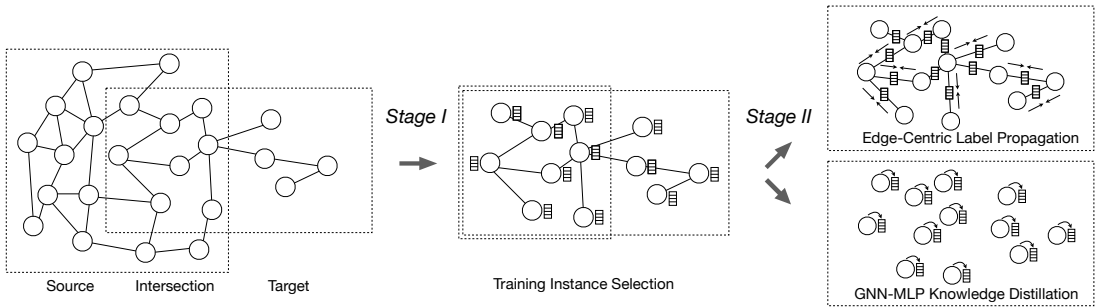 Stage I
Stage II
Edge-Centric Label Propagation
Source
Intersection
Target
Training Instance Selection
GNN-MLP Knowledge Distillation